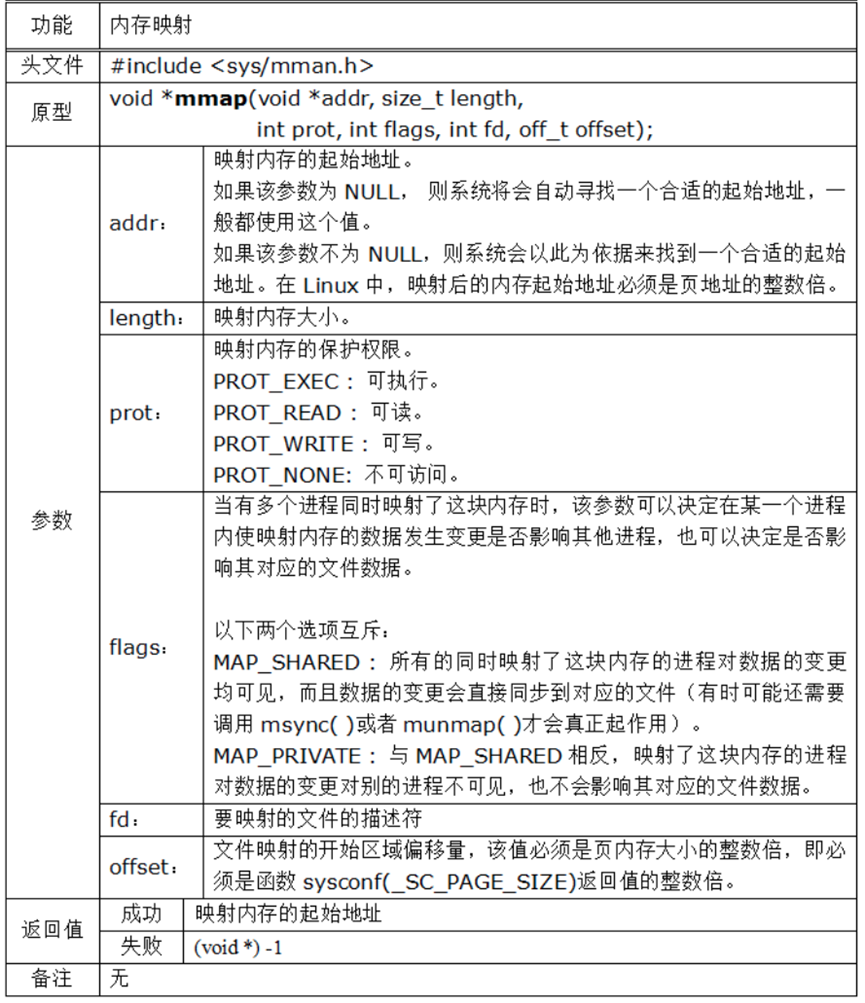 功能 内存映射
头文件 #include <sys/mman.h>
原型 void *mmap(void *addr, size_t length,
int prot, int flags, int fd, off_t offset);
参数
addr：
映射内存的起始地址。
如果该参数为 NULL， 则系统将会自动寻找一个合适的起始地址，一
般都使用这个值。
如果该参数不为 NULL，则系统会以此为依据来找到一个合适的起始
地址。在 Linux 中，映射后的内存起始地址必须是页地址的整数倍。
length： 映射内存大小。
prot：
映射内存的保护权限。
PROT_EXEC ：可执行。
PROT_READ ：可读。
PROT_WRITE ：可写。
PROT_NONE: 不可访问。
flags：
当有多个进程同时映射了这块内存时，该参数可以决定在某一个进程
内使映射内存的数据发生变更是否影响其他进程，也可以决定是否影
响其对应的文件数据。
以下两个选项互斥：
MAP_SHARED ：所有的同时映射了这块内存的进程对数据的变更
均可见，而且数据的变更会直接同步到对应的文件（有时可能还需要
调用 msync( )或者 munmap( )才会真正起作用）。
MAP_PRIVATE ：与 MAP_SHARED 相反，映射了这块内存的进程
对数据的变更对别的进程不可见，也不会影响其对应的文件数据。
fd： 要映射的文件的描述符
offset：
文件映射的开始区域偏移量，该值必须是页内存大小的整数倍，即必
须是函数 sysconf(_SC_PAGE_SIZE)返回值的整数倍。
返回值
成功 映射内存的起始地址
失败 (void *) -1
备注 无